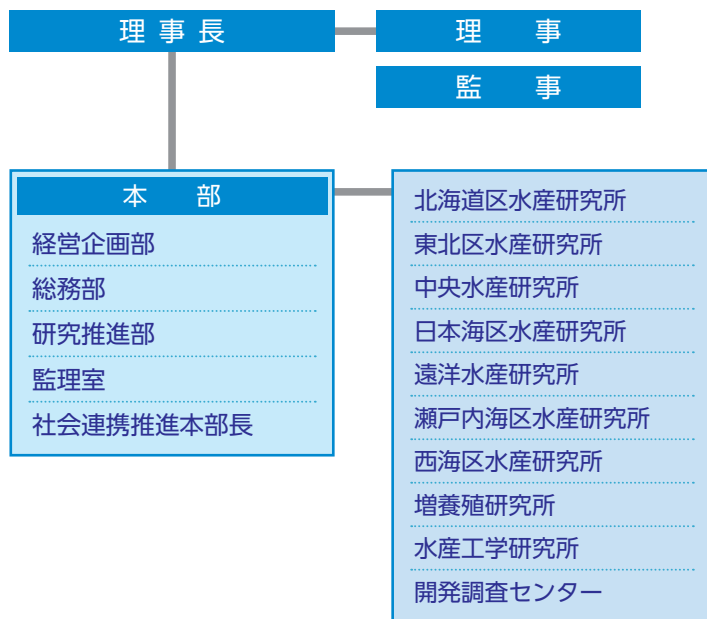 理事長
理　事
監　事
本　部
経営企画部
総務部
研究推進部
監理室
社会連携推進本部長
北海道区水産研究所
東北区水産研究所
中央水産研究所
日本海区水産研究所
遠洋水産研究所
瀬戸内海区水産研究所
西海区水産研究所
増養殖研究所
水産工学研究所
開発調査センター